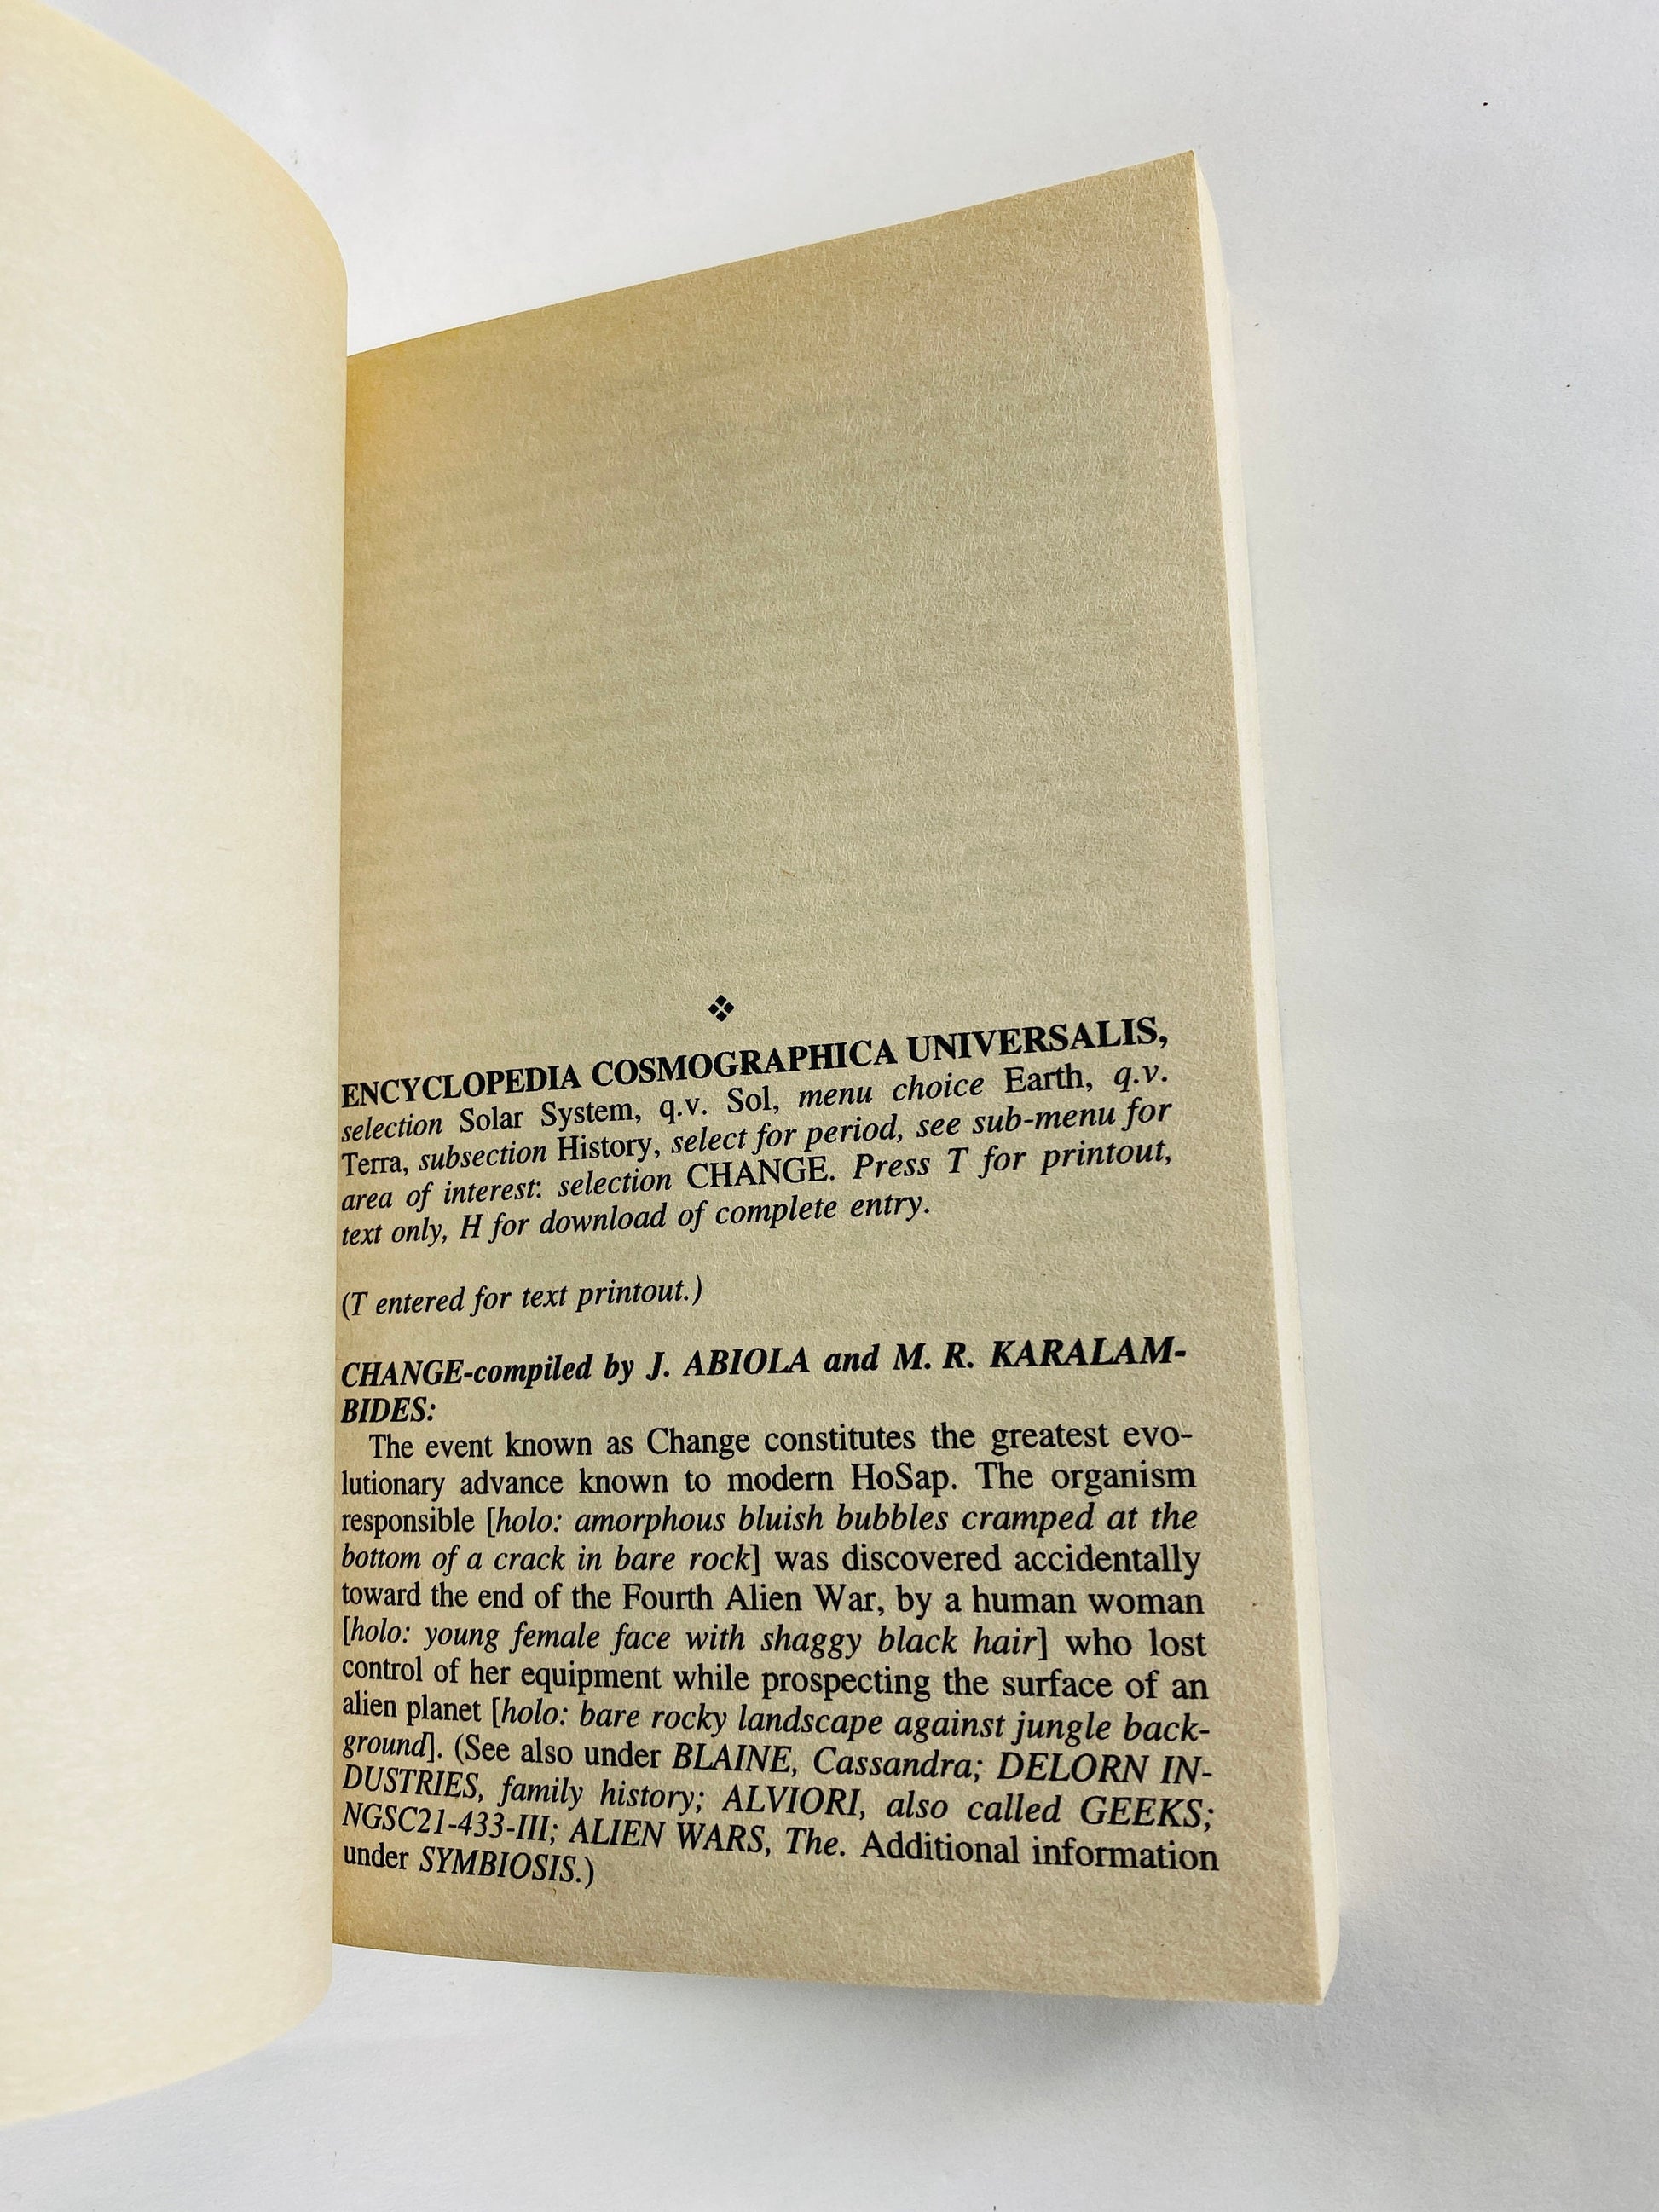 ❖
ENCYCLOPEDIA COSMOGRAPHICA UNIVERSALIS,
selection Solar System, q.v. Sol, menu choice Earth, q.v.
Terra, subsection History, select for period, see sub-menu for
area of interest: selection CHANGE. Press T for printout,
text only, H for download of complete entry.
(T entered for text printout.)
CHANGE-compiled by J. ABIOLA and M. R. KARALAM-
BIDES:
The event known as Change constitutes the greatest evo-
lutionary advance known to modern HoSap. The organism
responsible [holo: amorphous bluish bubbles cramped at the
bottom of a crack in bare rock] was discovered accidentally
toward the end of the Fourth Alien War, by a human woman
[holo: young female face with shaggy black hair] who lost
control of her equipment while prospecting the surface of an
alien planet [holo: bare rocky landscape against jungle back-
ground]. (See also under BLAINE, Cassandra; DELORN IN-
DUSTRIES, family history; ALVIORI, also called GEEKS;
NGSC21-433-III; ALIEN WARS, The. Additional information
under SYMBIOSIS.)